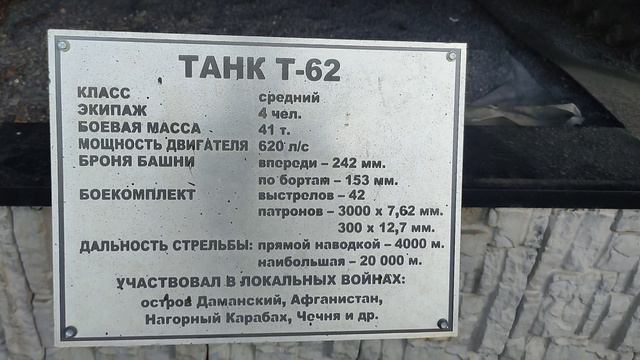 ТАНК Т-62
КЛАСС средний
ЭКИПАЖ 4 чел.
БОЕВАЯ МАССА 41 т.
МОЩНОСТЬ ДВИГАТЕЛЯ 620 л/с
БРОНЯ БАШНИ впереди – 242 мм.
по бортам – 153 мм.
БОЕКОМПЛЕКТ выстрелов – 42
патронов – 3000 х 7,62 мм.
300 х 12,7 мм.
ДАЛЬНОСТЬ СТРЕЛЬБЫ: прямой наводкой – 4000 м.
наибольшая – 20 000 м.
УЧАСТВОВАЛ В ЛОКАЛЬНЫХ ВОЙНАХ:
остров Даманский, Афганистан,
Нагорный Карабах, Чечня и др.